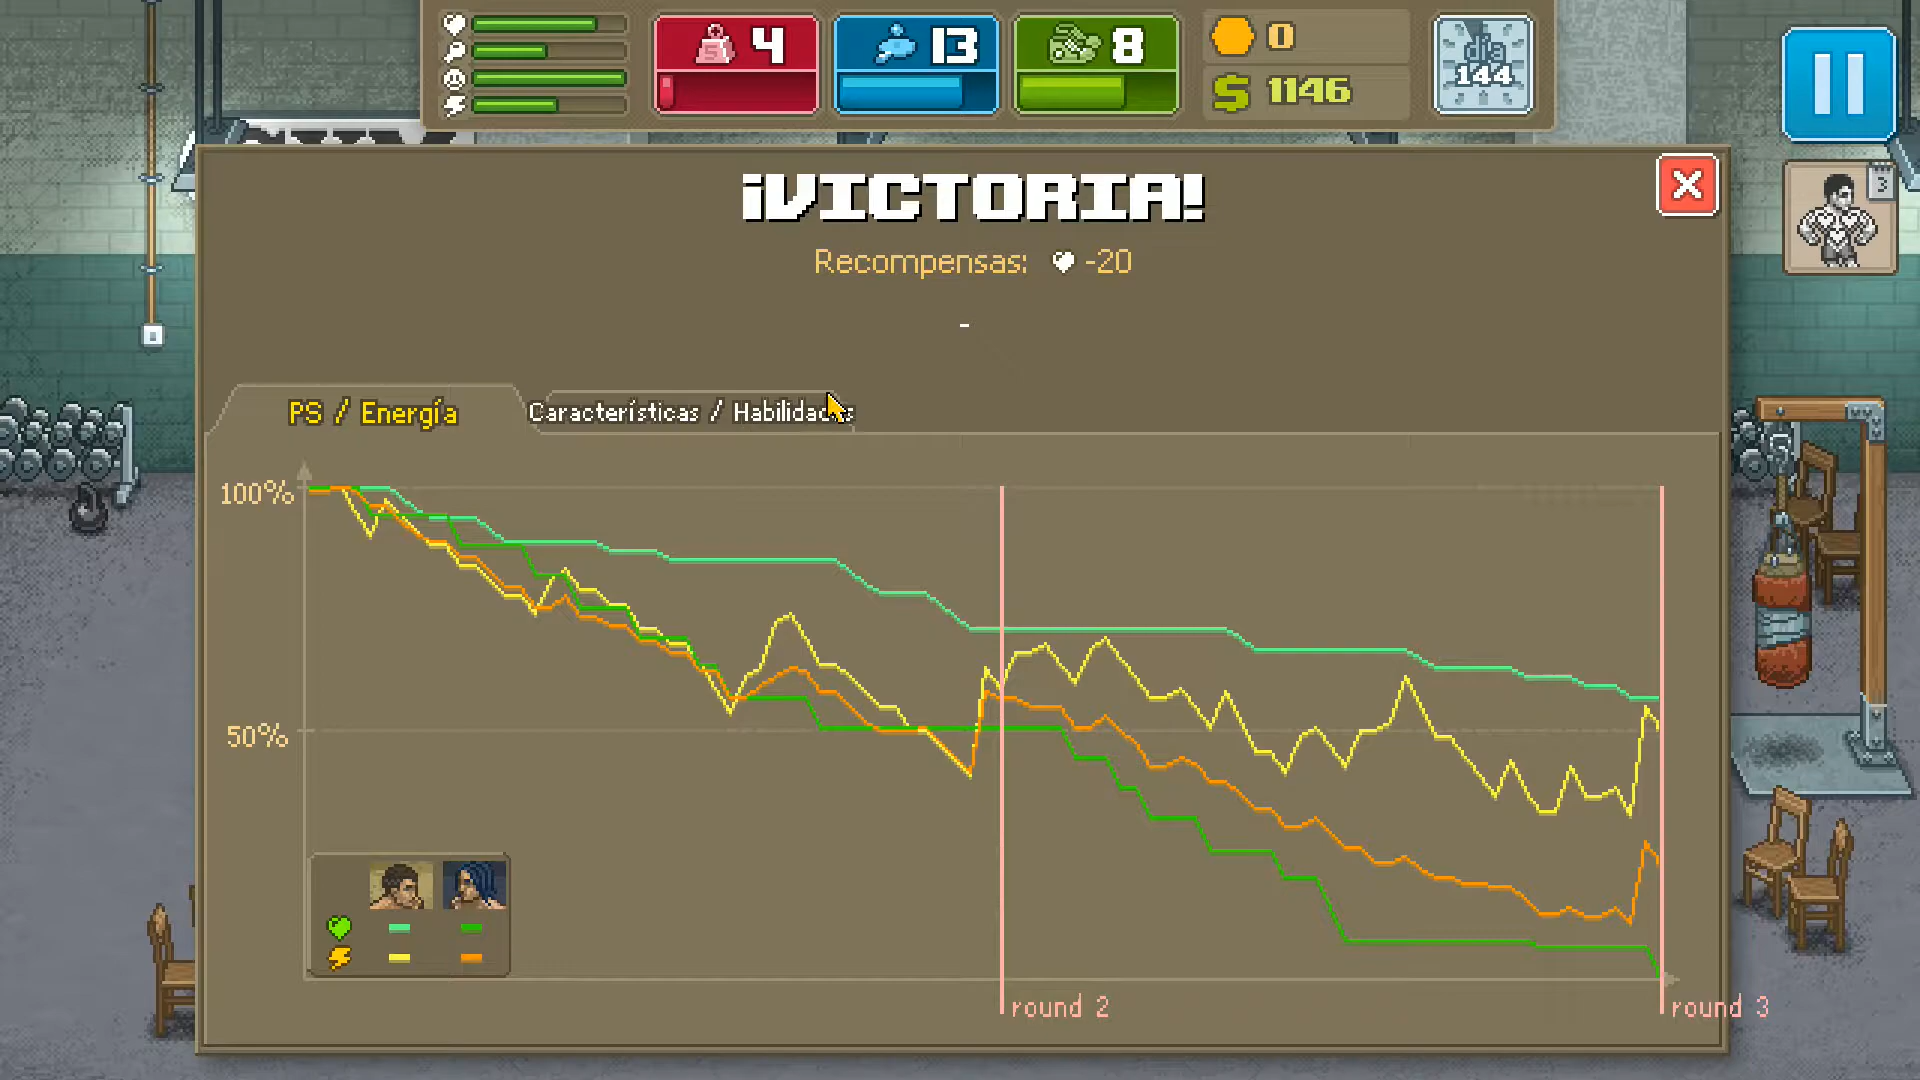 4
13
8
0
1146
día
144
3
¡VICTORIA!
Recompensas: -20
-
PS / Energía
Características / Habilidades
100%
50%
round 2
round 3